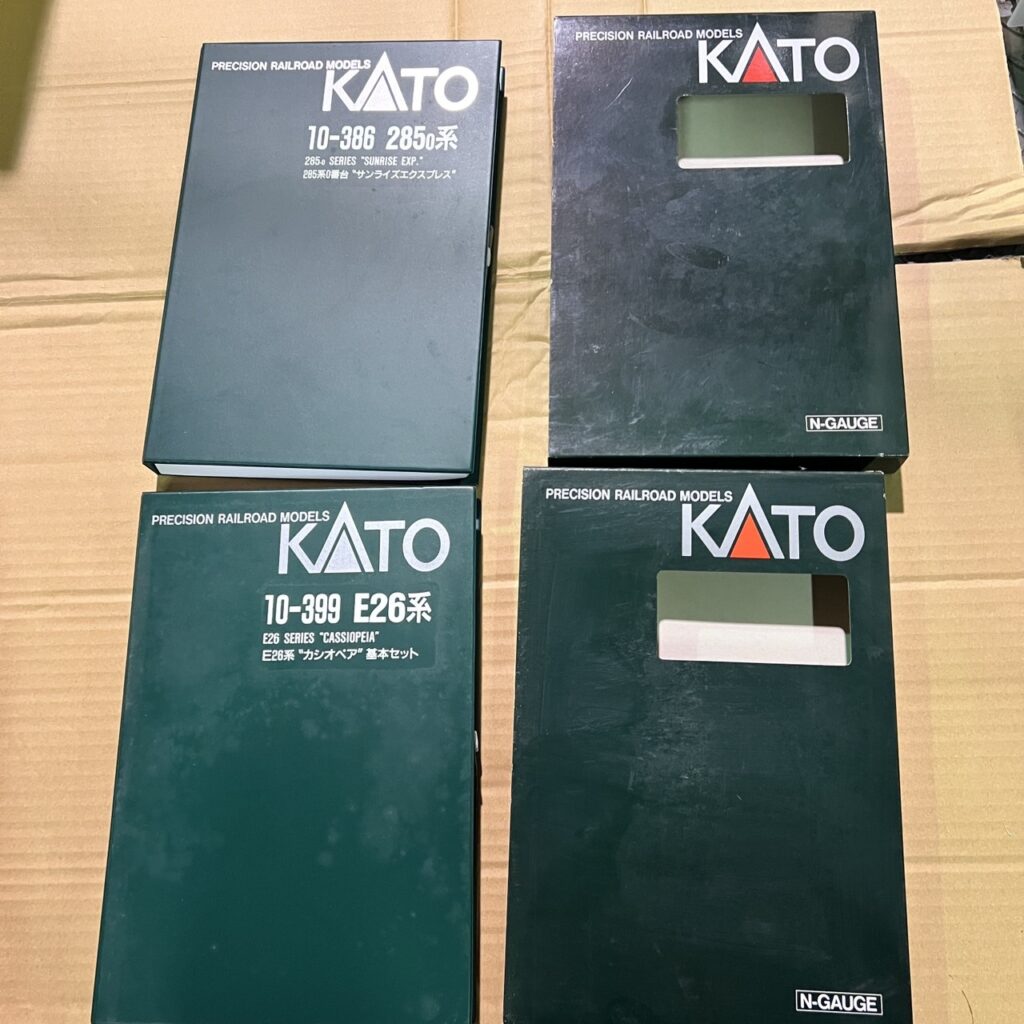 PRECISION RAILROAD MODELS
KATO
10-386 285₀系
285₀ SERIES "SUNRISE EXP."
285系0番台 "サンライズエクスプレス"
PRECISION RAILROAD MODELS
KATO
N-GAUGE
PRECISION RAILROAD MODELS
KATO
10-399 E26系
E26 SERIES "CASSIOPEIA"
E26系 "カシオペア" 基本セット
PRECISION RAILROAD MODELS
KATO
N-GAUGE